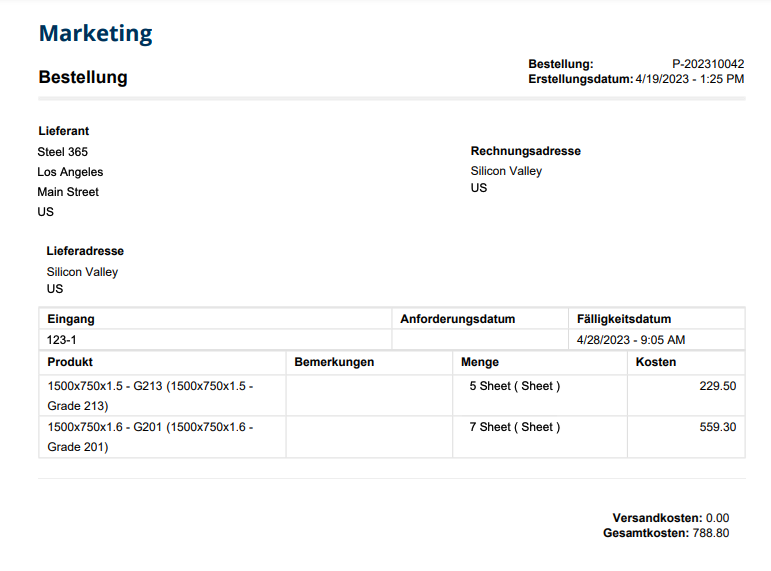 Marketing
Bestellung
Bestellung: P-202310042
Erstellungsdatum: 4/19/2023 - 1:25 PM
Lieferant
Steel 365
Los Angeles
Main Street
US
Rechnungsadresse
Silicon Valley
US
Lieferadresse
Silicon Valley
US
Eingang Anforderungsdatum Fälligkeitsdatum
123-1 4/28/2023 - 9:05 AM
Produkt Bemerkungen Menge Kosten
1500x750x1.5 - G213 (1500x750x1.5 - 5 Sheet ( Sheet ) 229.50
Grade 213)
1500x750x1.6 - G201 (1500x750x1.6 - 7 Sheet ( Sheet ) 559.30
Grade 201)
Versandkosten: 0.00
Gesamtkosten: 788.80